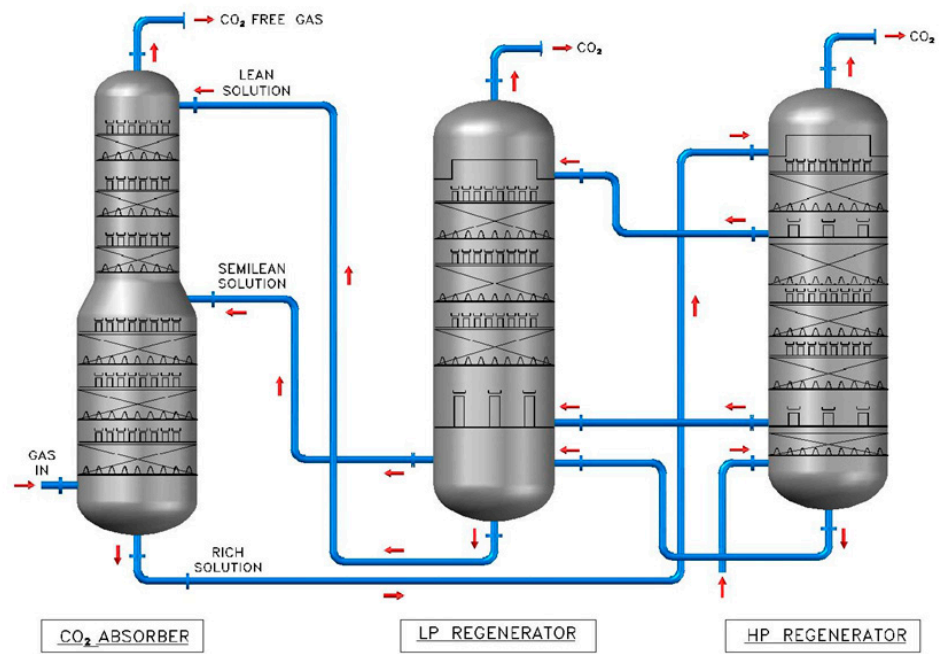 CO₂ FREE GAS
CO₂
CO₂
LEAN
SOLUTION
SEMILEAN
SOLUTION
GAS
IN
RICH
SOLUTION
CO₂ ABSORBER
LP REGENERATOR
HP REGENERATOR